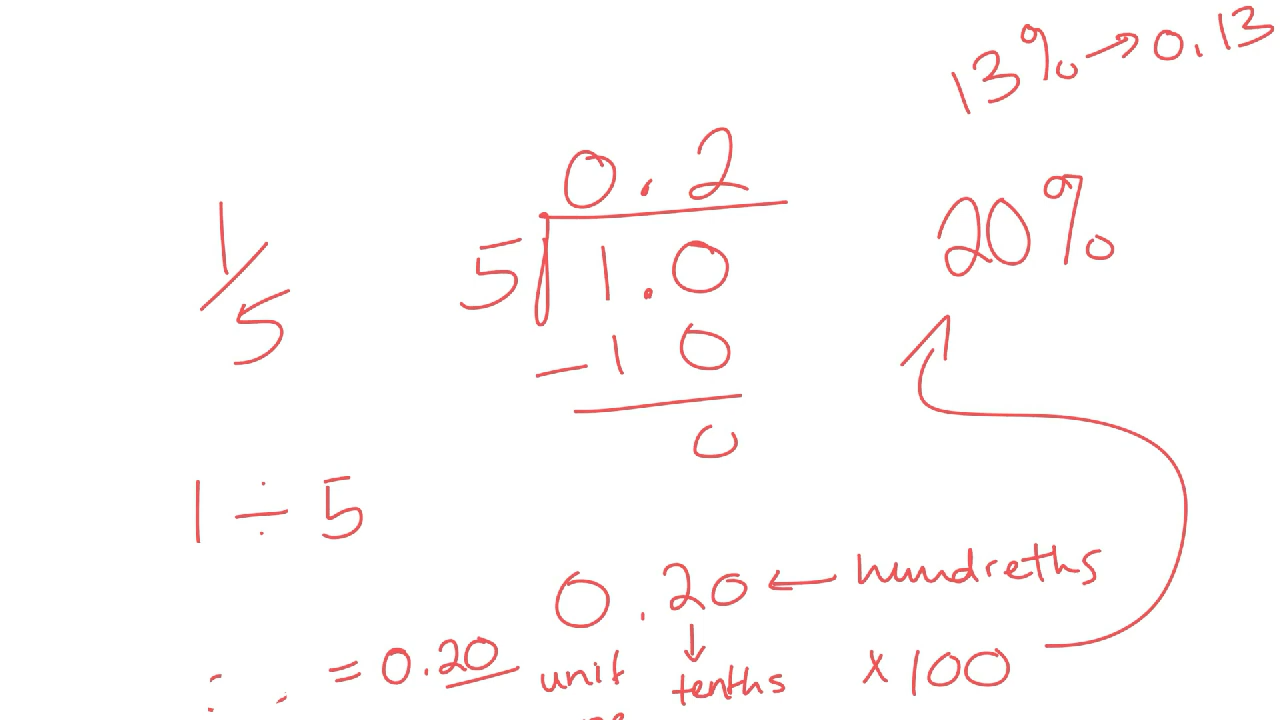 13% → 0.13
1/5
0.2
5 1.0
- 1 0
0
20%
1 ÷ 5
0.20 ← hundreths
= 0.20
unit
tenths
x 100